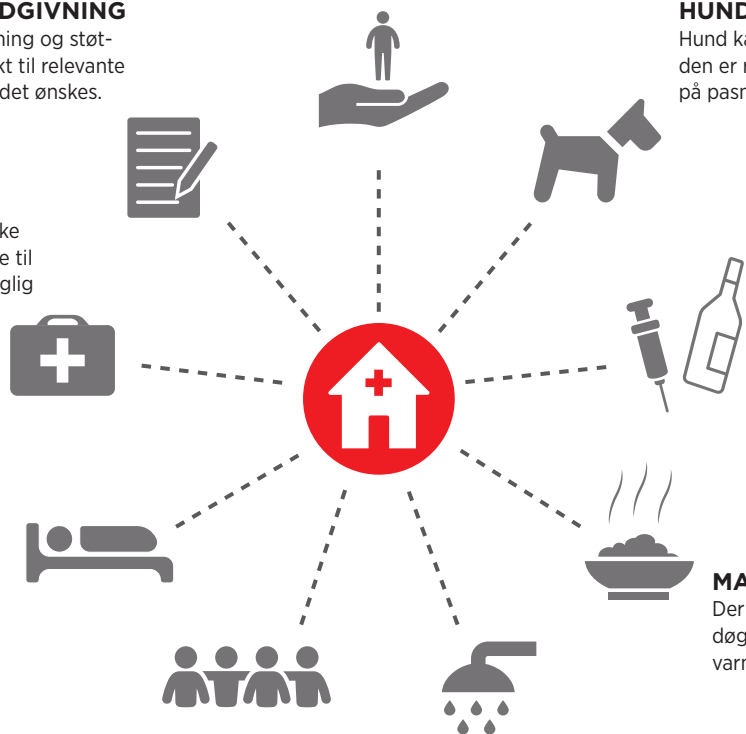 DGIVNING
ning og støt-
kt til relevante
det ønskes.
HUND
Hund ka
den er r
på pasn
ke
e til
glig
MA
Der
døg
varn